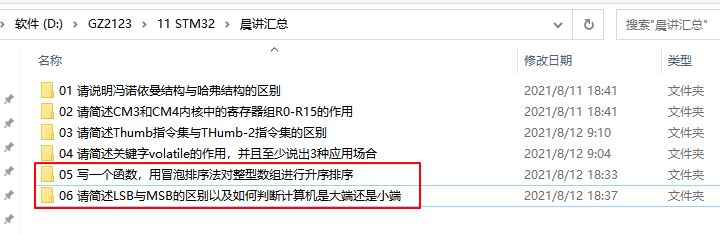 软件 (D:) > GZ2123 > 11 STM32 > 晨讲汇总
搜索"晨讲汇总"
名称 修改日期 类型
01 请说明冯诺依曼结构与哈弗结构的区别 2021/8/11 18:41 文件夹
02 请简述CM3和CM4内核中的寄存器组R0-R15的作用 2021/8/11 18:41 文件夹
03 请简述Thumb指令集与THumb-2指令集的区别 2021/8/12 9:10 文件夹
04 请简述关键字volatile的作用，并且至少说出3种应用场合 2021/8/12 9:04 文件夹
05 写一个函数，用冒泡排序法对整型数组进行升序排序 2021/8/12 18:33 文件夹
06 请简述LSB与MSB的区别以及如何判断计算机是大端还是小端 2021/8/12 18:37 文件夹